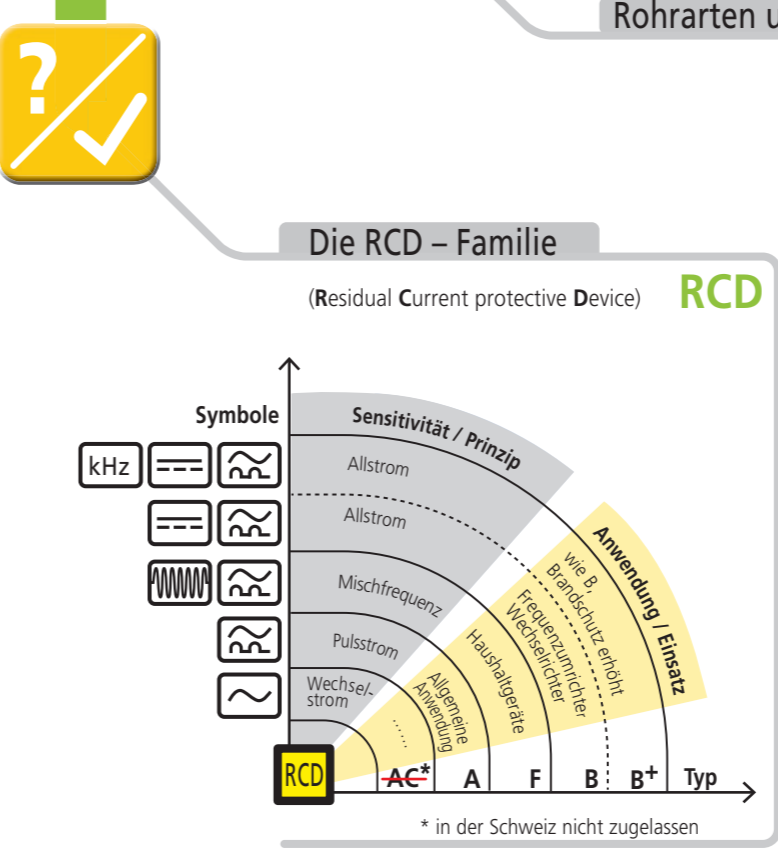 Rohrarten u
?
Die RCD – Familie
(Residual Current protective Device)
RCD
Symbole
Sensitivität / Prinzip
kHz
Allstrom
Allstrom
Mischfrequenz
Pulsstrom
Wechsel-
strom
Anwendung / Einsatz
wie B,
Brandschutz erhöht
Frequenzumrichter
Wechselrichter
Haushaltgeräte
Allgemeine
Anwendung
......
RCD
AC*
A
F
B
B+
Typ
* in der Schweiz nicht zugelassen